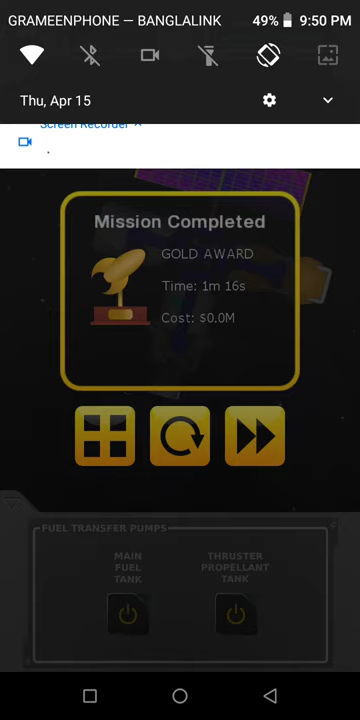 GRAMEENPHONE — BANGLALINK 49% 9:50 PM
Thu, Apr 15
Screen Recorder
Mission Completed
GOLD AWARD
Time: 1m 16s
Cost: $0.0M
FUEL TRANSFER PUMPS
MAIN
FUEL
TANK
THRUSTER
PROPELLANT
TANK